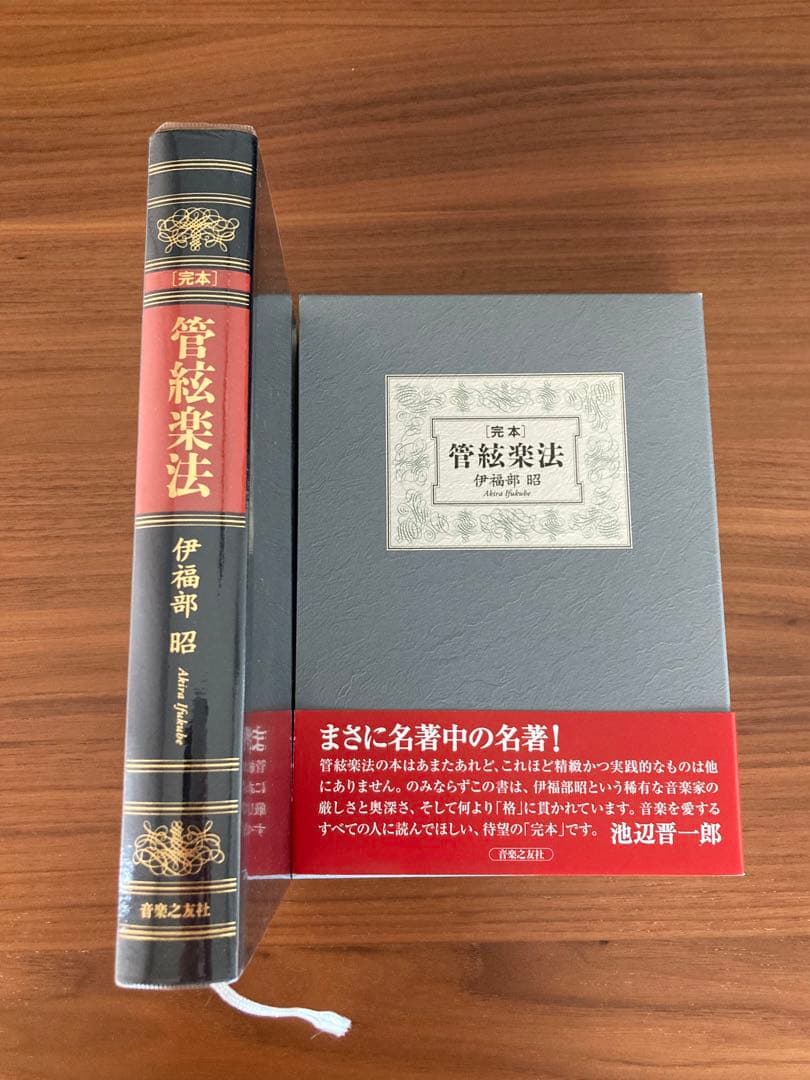 [完本]
管絃楽法
伊福部 昭
Akira Ifukube
音楽之友社
[完本]
管絃楽法
伊福部 昭
Akira Ifukube
まさに名著中の名著!
管絃楽法の本はあまたあれど、これほど精緻かつ実践的なものは他
にありません。のみならずこの書は、伊福部昭という稀有な音楽家の
厳しさと奥深さ、そして何より「格」に貫かれています。音楽を愛する
すべての人に読んでほしい、待望の「完本」です。 池辺晋一郎
音楽之友社